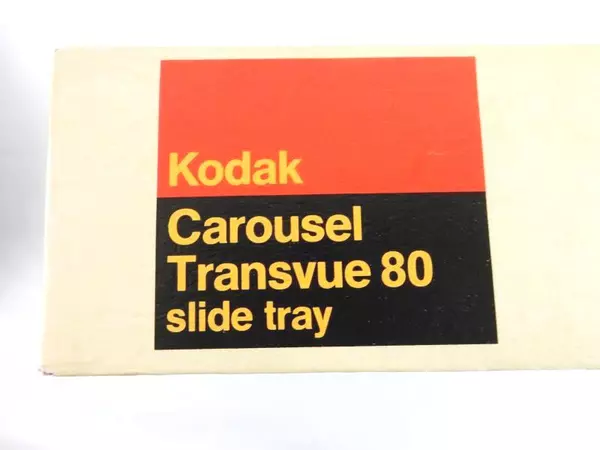 Kodak
Carousel
Transvue 80
slide tray